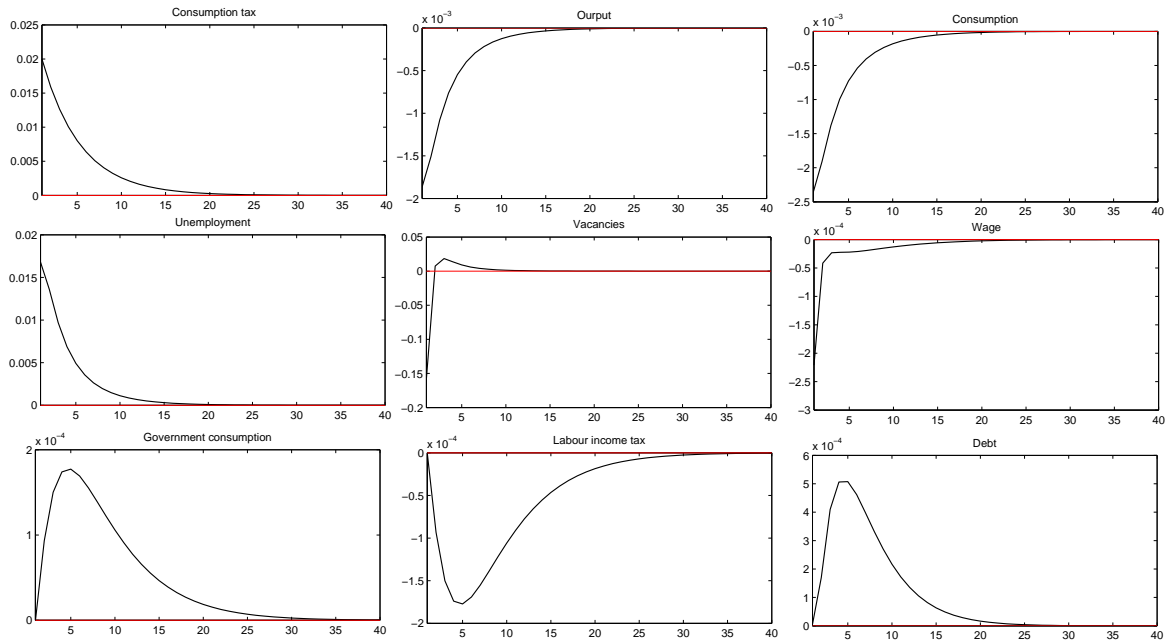 Consumption tax
0.025
0.02
0.015
0.01
0.005
0
5 10 15 20 25 30 35 40
Ourput
x 10⁻³
0
−0.5
−1
−1.5
−2
5 10 15 20 25 30 35 40
Consumption
x 10⁻³
0
−0.5
−1
−1.5
−2
−2.5
5 10 15 20 25 30 35 40
Unemployment
0.02
0.015
0.01
0.005
0
5 10 15 20 25 30 35 40
Vacancies
0.05
0
−0.05
−0.1
−0.15
−0.2
5 10 15 20 25 30 35 40
Wage
x 10⁻⁴
0
−0.5
−1
−1.5
−2
−2.5
−3
5 10 15 20 25 30 35 40
Government consumption
x 10⁻⁴
2
1
0
5 10 15 20 25 30 35 40
Labour income tax
x 10⁻⁴
0
−0.5
−1
−1.5
−2
5 10 15 20 25 30 35 40
Debt
x 10⁻⁴
6
5
4
3
2
1
0
5 10 15 20 25 30 35 40